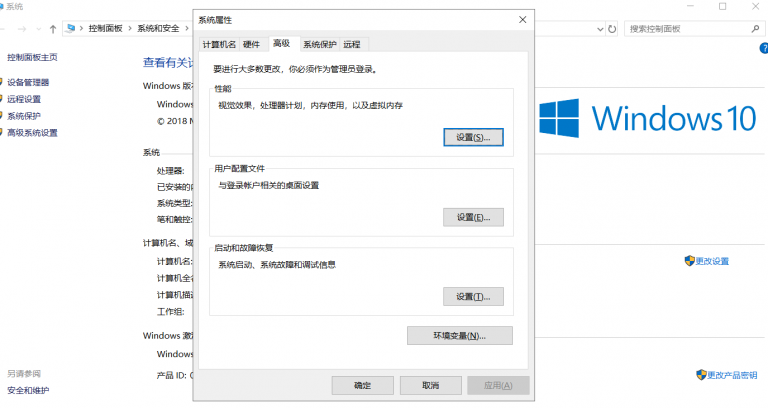 系统
系统属性
控制面板
系统和安全
搜索控制面板
计算机名
硬件
高级
系统保护
远程
控制面板主页
设备管理器
远程设置
系统保护
高级系统设置
查看有关
Windows 版
Windows
© 2018 M
系统
处理器:
已安装的
系统类型:
笔和触控:
计算机名、域
计算机名:
计算机全
计算机描
工作组:
Windows 激
Windows
产品 ID:
另请参阅
安全和维护
要进行大多数更改，你必须作为管理员登录。
性能
视觉效果，处理器计划，内存使用，以及虚拟内存
设置(S)...
用户配置文件
与登录帐户相关的桌面设置
设置(E)...
启动和故障恢复
系统启动、系统故障和调试信息
设置(T)...
环境变量(N)...
确定
取消
应用(A)
Windows 10
更改设置
更改产品密钥